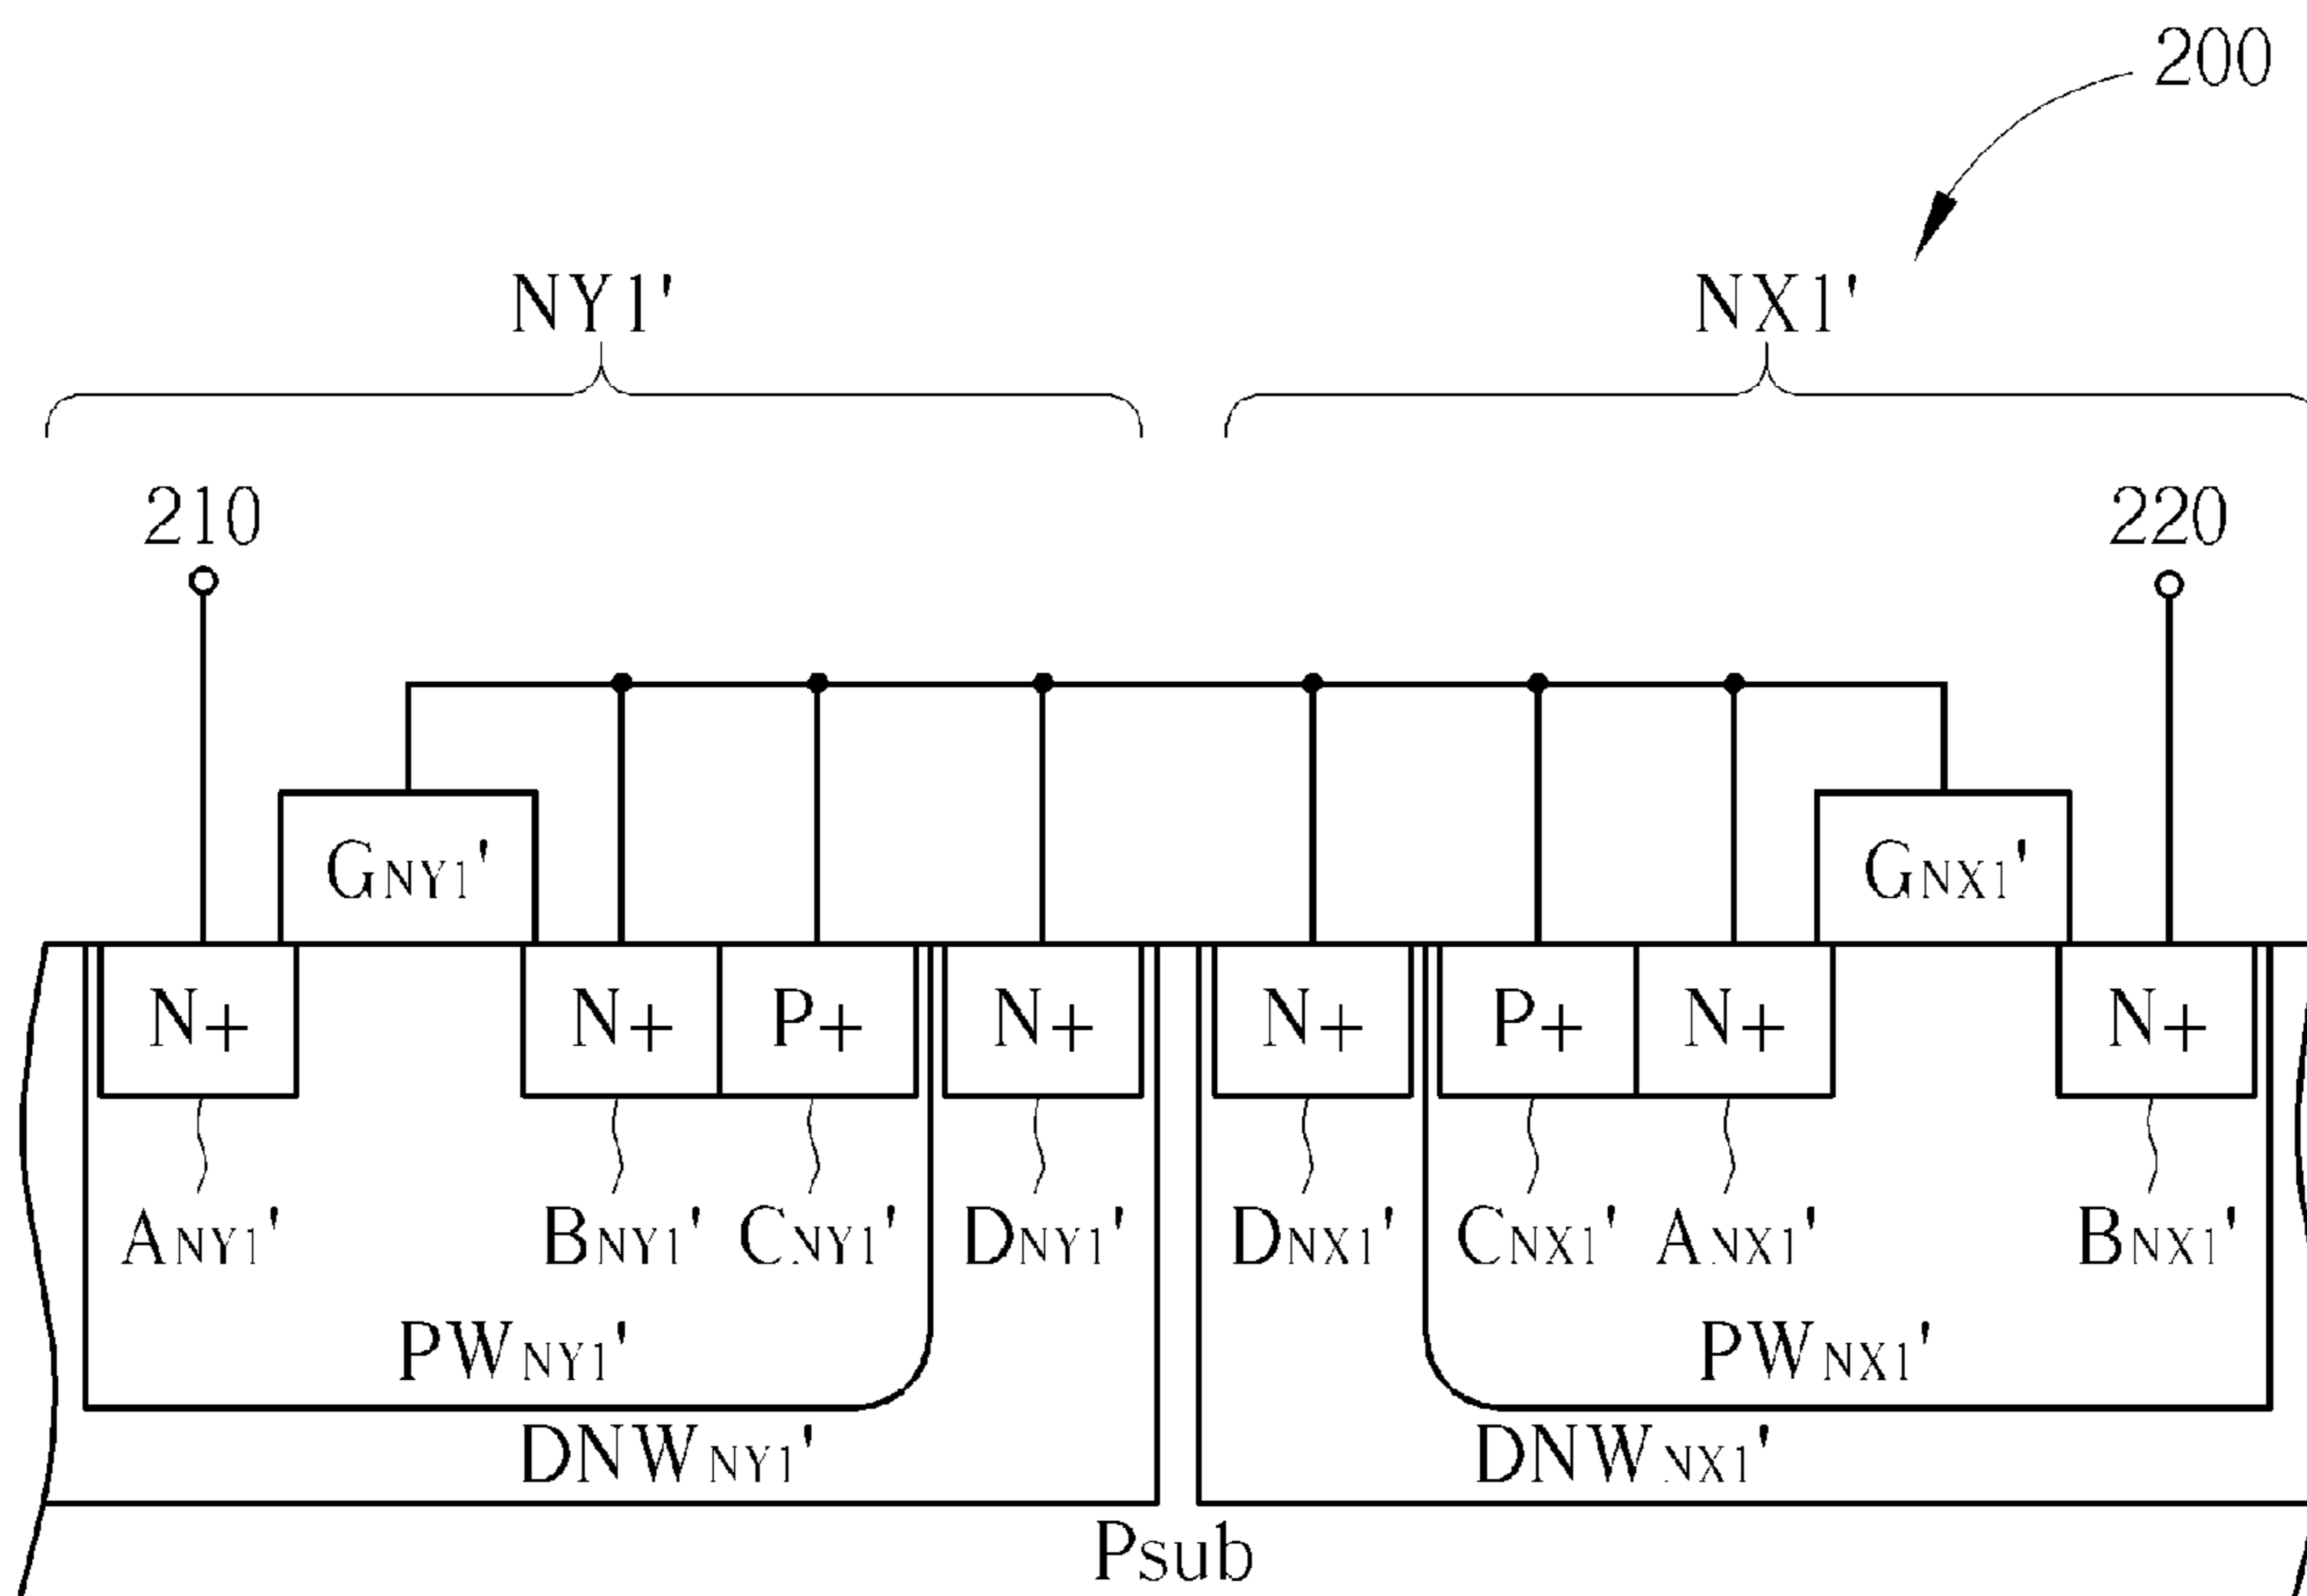 200
NY1' NX1'
210 220
GNY1' GNX1'
N+ N+ P+ N+ N+ P+ N+ N+
ANY1' BNY1' CNY1' DNY1' DNX1' CNX1' ANX1' BNX1'
PWNY1' PWNX1'
DNWNY1' DNWNX1'
Psub